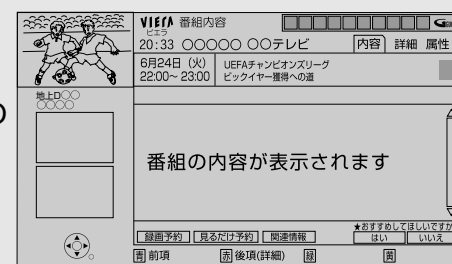 VIErA 番組内容
ビエラ
20:33 ○○○○○ ○○テレビ
内容 詳細 属性
6月24日（火） UEFAチャンピオンズリーグ
22:00～23:00 ビックイヤー獲得への道
地上D○○
○○○○
番組の内容が表示されます
★おすすめしてほしいですか
録画予約 見るだけ予約 関連情報 はい いいえ
青 前項 赤 後項(詳細) 緑 黄